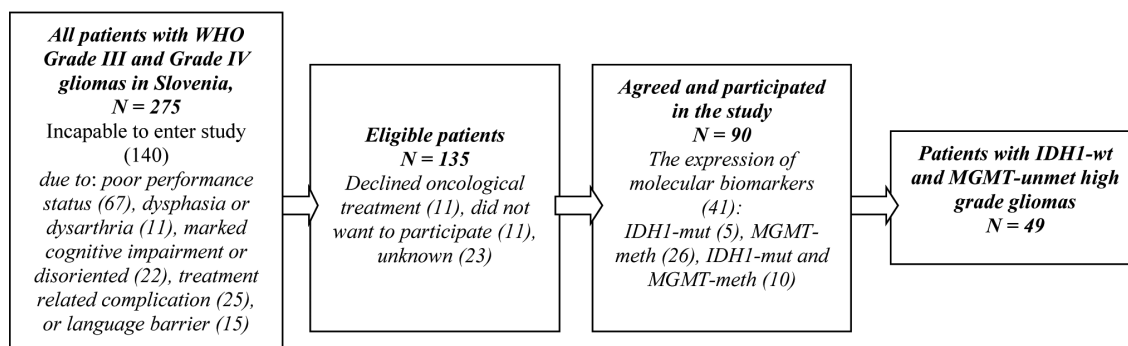 All patients with WHO
Grade III and Grade IV
gliomas in Slovenia,
N = 275
Incapable to enter study
(140)
due to: poor performance
status (67), dysphasia or
dysarthria (11), marked
cognitive impairment or
disoriented (22), treatment
related complication (25),
or language barrier (15)
Eligible patients
N = 135
Declined oncological
treatment (11), did not
want to participate (11),
unknown (23)
Agreed and participated
in the study
N = 90
The expression of
molecular biomarkers
(41):
IDH1-mut (5), MGMT-
meth (26), IDH1-mut and
MGMT-meth (10)
Patients with IDH1-wt
and MGMT-unmet high
grade gliomas
N = 49